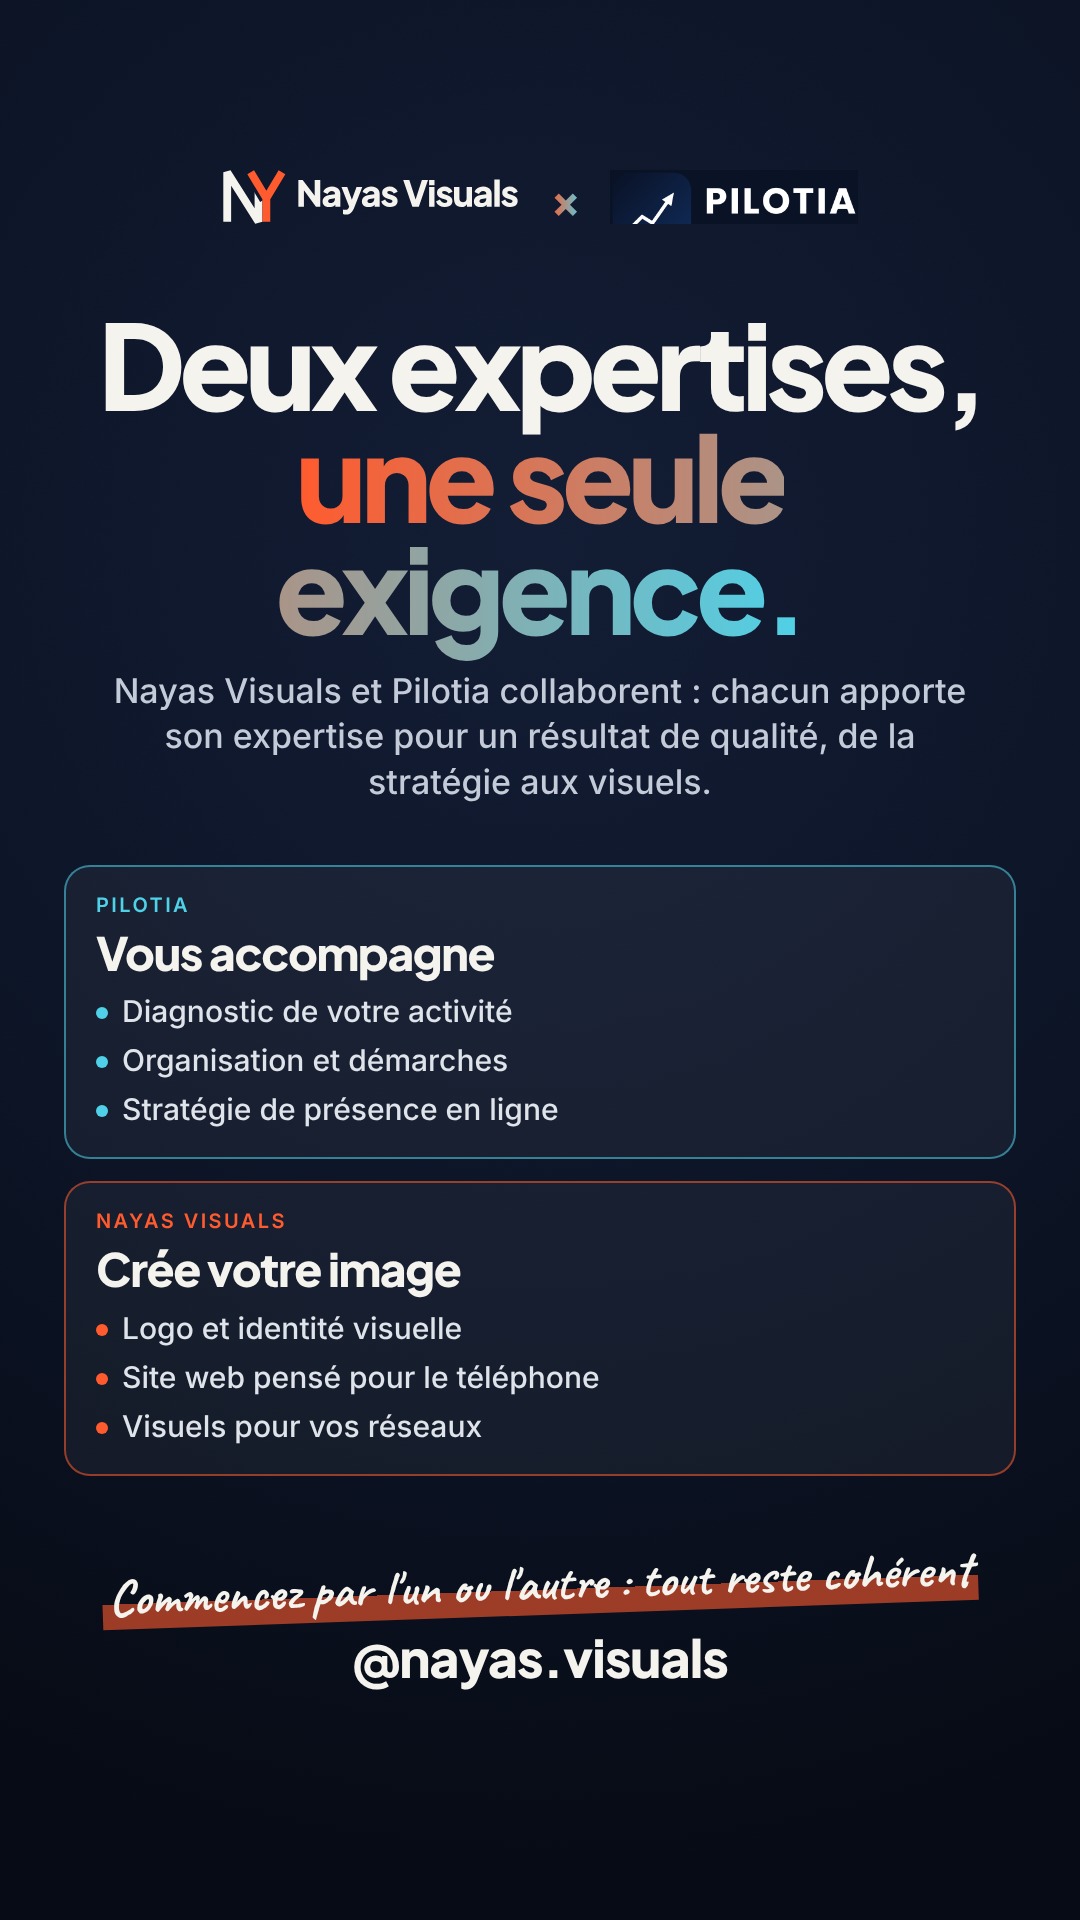 NY Nayas Visuals × PILOTIA
Deux expertises,
une seule
exigence.
Nayas Visuals et Pilotia collaborent : chacun apporte
son expertise pour un résultat de qualité, de la
stratégie aux visuels.
PILOTIA
Vous accompagne
Diagnostic de votre activité
Organisation et démarches
Stratégie de présence en ligne
NAYAS VISUALS
Crée votre image
Logo et identité visuelle
Site web pensé pour le téléphone
Visuels pour vos réseaux
Commencez par l'un ou l'autre : tout reste cohérent
@nayas.visuals